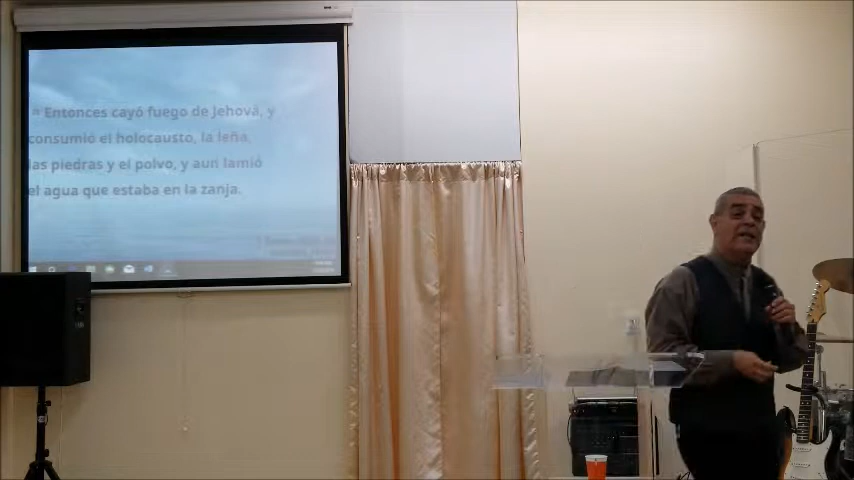 Entonces cayó fuego de Jehová, y
consumió el holocausto, la leña,
las piedras y el polvo, y aun lamió
el agua que estaba en la zanja.